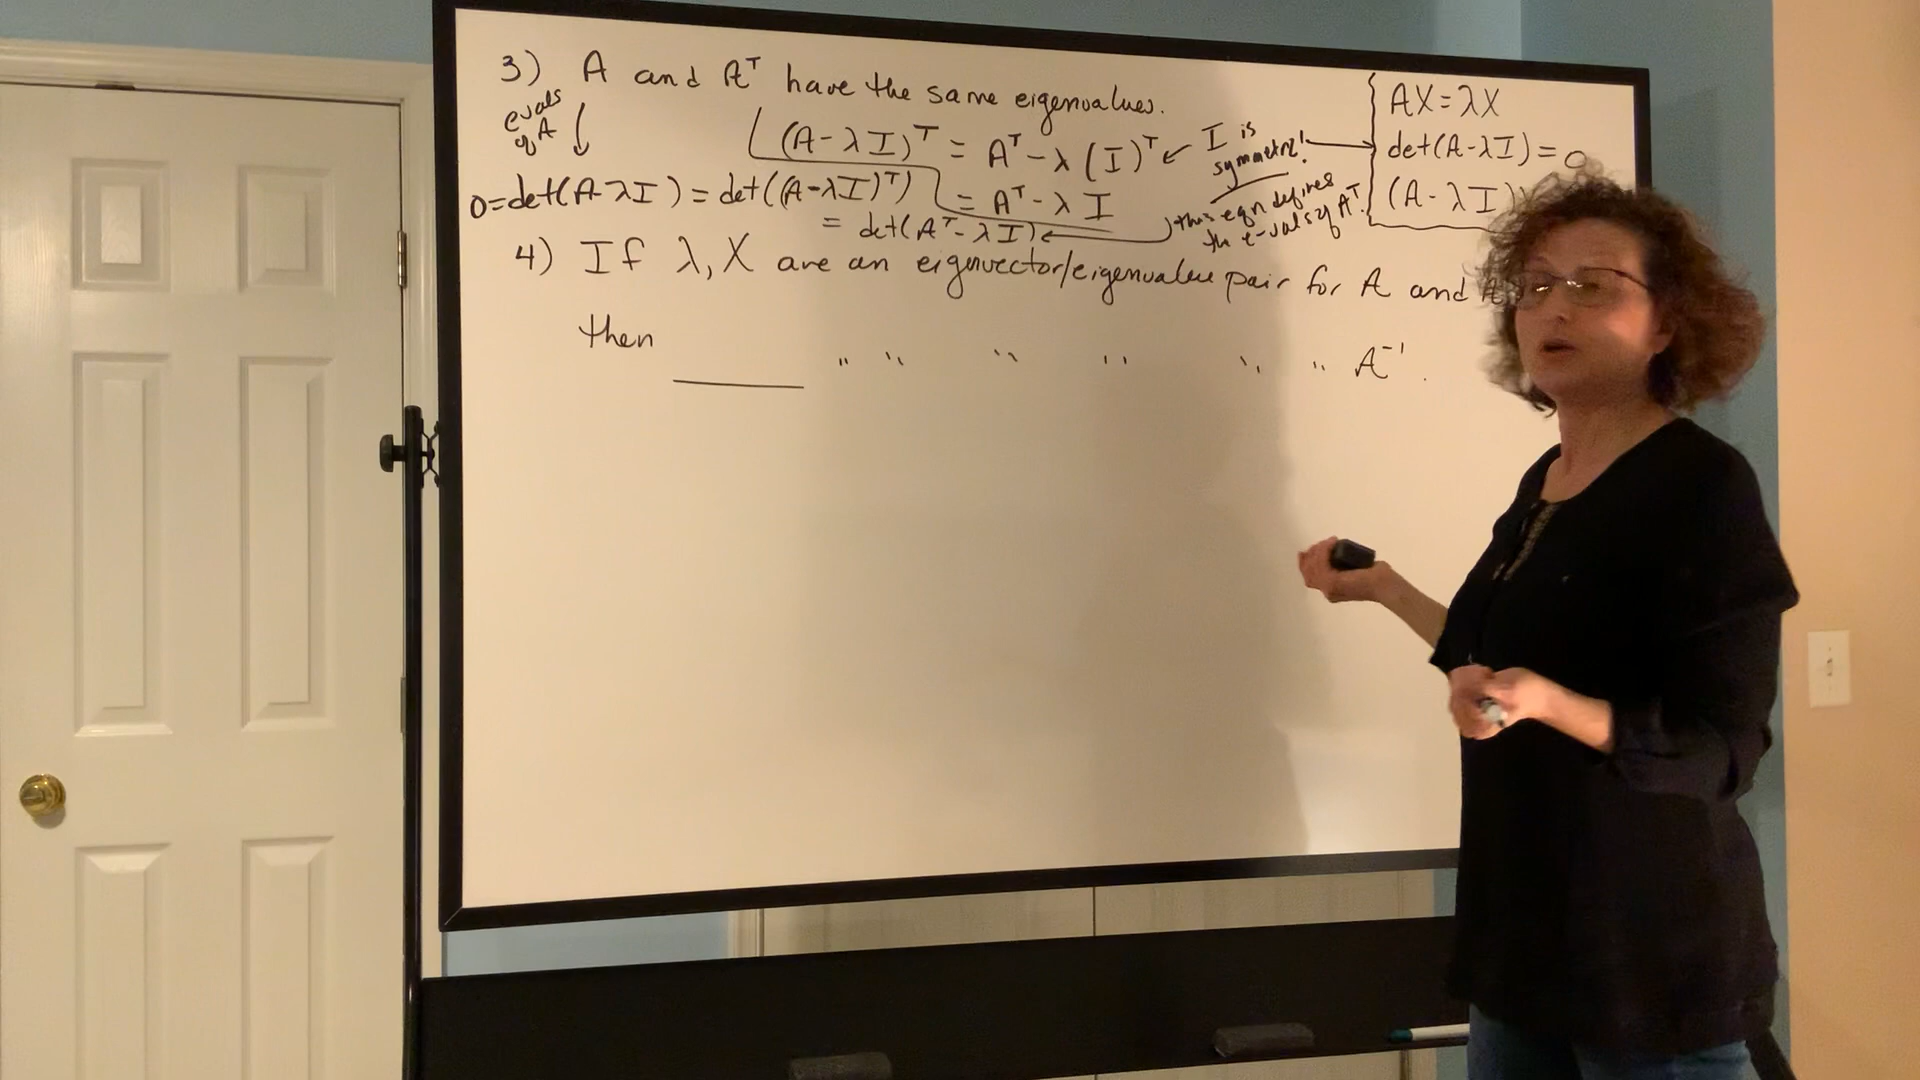 3) A and Aᵀ have the same eigenvalues.
evals of A ↓
(A-λI)ᵀ = Aᵀ-λ(I)ᵀ ← I is symmetric!
0=det(A-λI)=det((A-λI)ᵀ) = Aᵀ-λI
= det(Aᵀ-λI) ← this eqn defines the e-vals of Aᵀ.
AX=λX
det(A-λI)=0
(A-λI)
4) If λ, X are an eigenvector/eigenvalue pair for A and
then ____ " " " " " " A⁻¹.